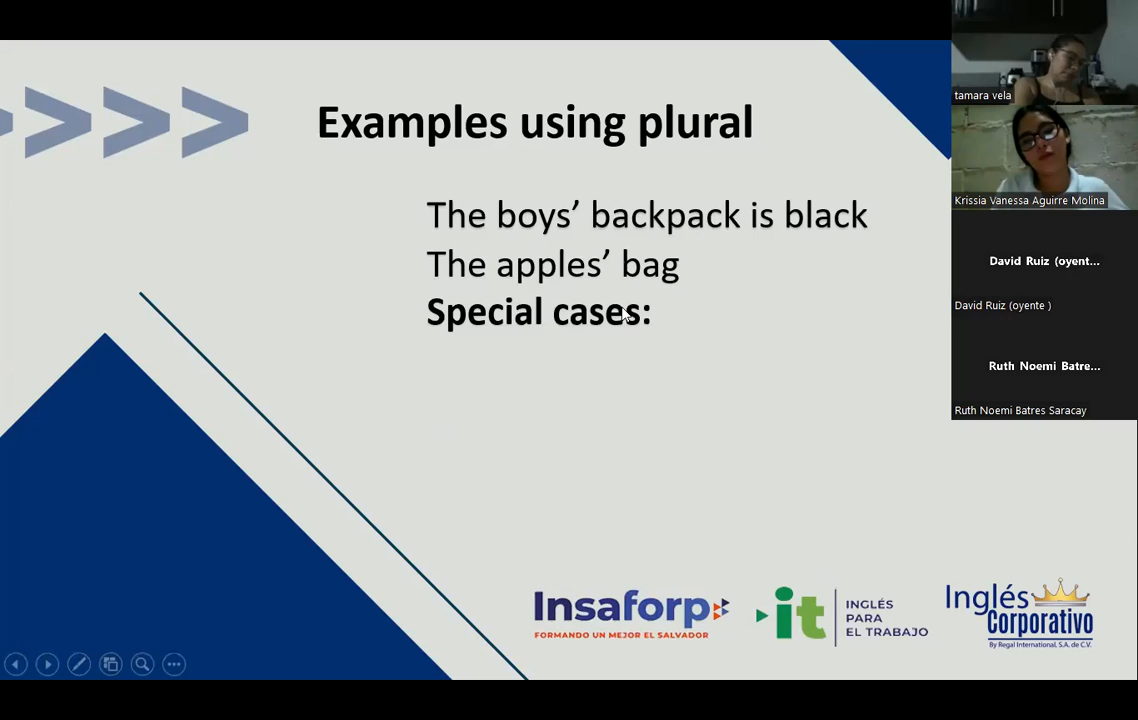 Examples using plural
The boys’ backpack is black
The apples’ bag
Special cases:
tamara vela
Krissia Vanessa Aguirre Molina
David Ruiz (oyent...
David Ruiz (oyente )
Ruth Noemi Batre...
Ruth Noemi Batres Saracay
Insaforp
FORMANDO UN MEJOR EL SALVADOR
it
INGLÉS
PARA
EL TRABAJO
Inglés
Corporativo
By Regal International, S.A. de C.V.